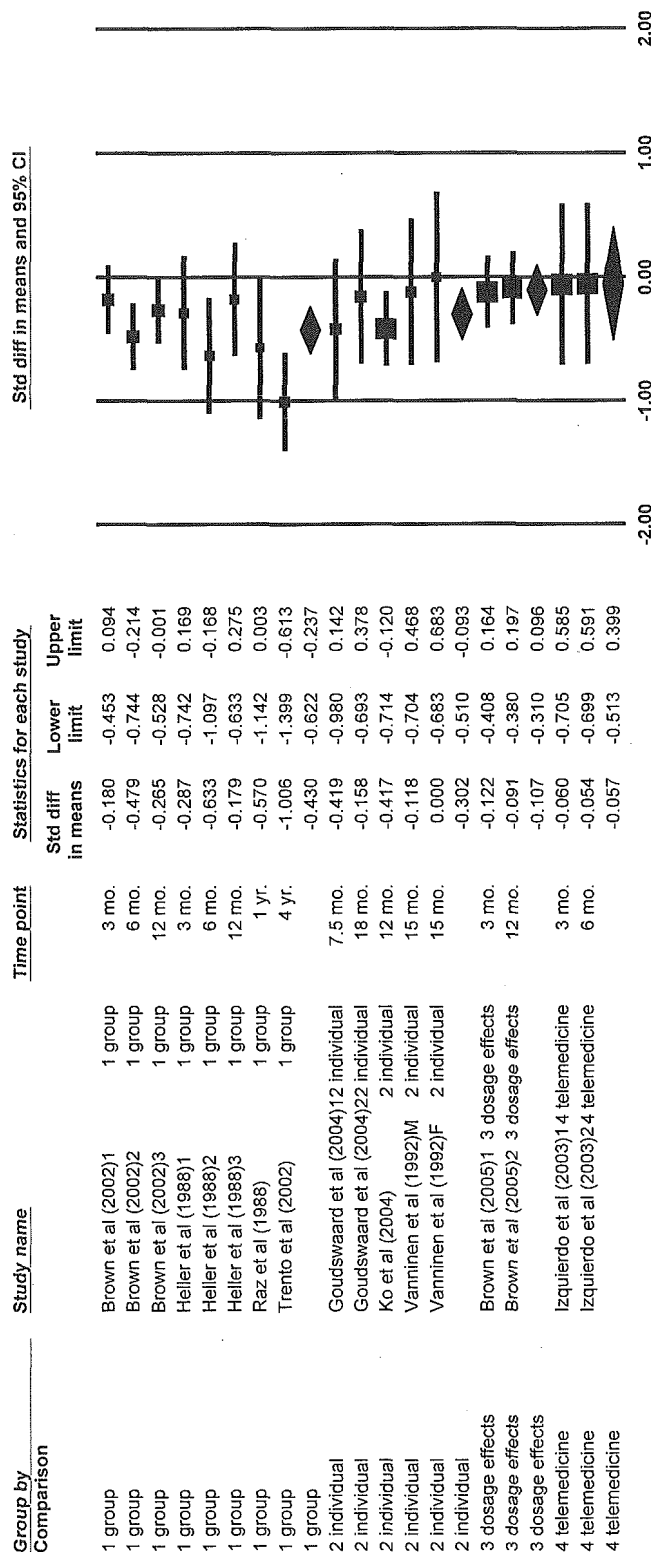 Group by Study name Time point Statistics for each study Std diff in means and 95% CI
Comparison Std diff in means Lower limit Upper limit
1 group Brown et al (2002)1 1 group 3 mo. -0.180 -0.453 0.094
1 group Brown et al (2002)2 1 group 6 mo. -0.479 -0.744 -0.214
1 group Brown et al (2002)3 1 group 12 mo. -0.265 -0.528 -0.001
1 group Heller et al (1988)1 1 group 3 mo. -0.287 -0.742 0.169
1 group Heller et al (1988)2 1 group 6 mo. -0.633 -1.097 -0.168
1 group Heller et al (1988)3 1 group 12 mo. -0.179 -0.633 0.275
1 group Raz et al (1988) 1 group 1 yr. -0.570 -1.142 0.003
1 group Trento et al (2002) 1 group 4 yr. -1.006 -1.399 -0.613
1 group -0.430 -0.622 -0.237
2 individual Goudswaard et al (2004)12 individual 7.5 mo. -0.419 -0.980 0.142
2 individual Goudswaard et al (2004)22 individual 18 mo. -0.158 -0.693 0.378
2 individual Ko et al (2004) 2 individual 12 mo. -0.417 -0.714 -0.120
2 individual Vanninen et al (1992)M 2 individual 15 mo. -0.118 -0.704 0.468
2 individual Vanninen et al (1992)F 2 individual 15 mo. 0.000 -0.683 0.683
2 individual -0.302 -0.510 -0.093
3 dosage effects Brown et al (2005)1 3 dosage effects 3 mo. -0.122 -0.408 0.164
3 dosage effects Brown et al (2005)2 3 dosage effects 12 mo. -0.091 -0.380 0.197
3 dosage effects -0.107 -0.310 0.096
4 telemedicine Izquierdo et al (2003)14 telemedicine 3 mo. -0.060 -0.705 0.585
4 telemedicine Izquierdo et al (2003)24 telemedicine 6 mo. -0.054 -0.699 0.591
4 telemedicine -0.057 -0.513 0.399
-2.00 -1.00 0.00 1.00 2.00